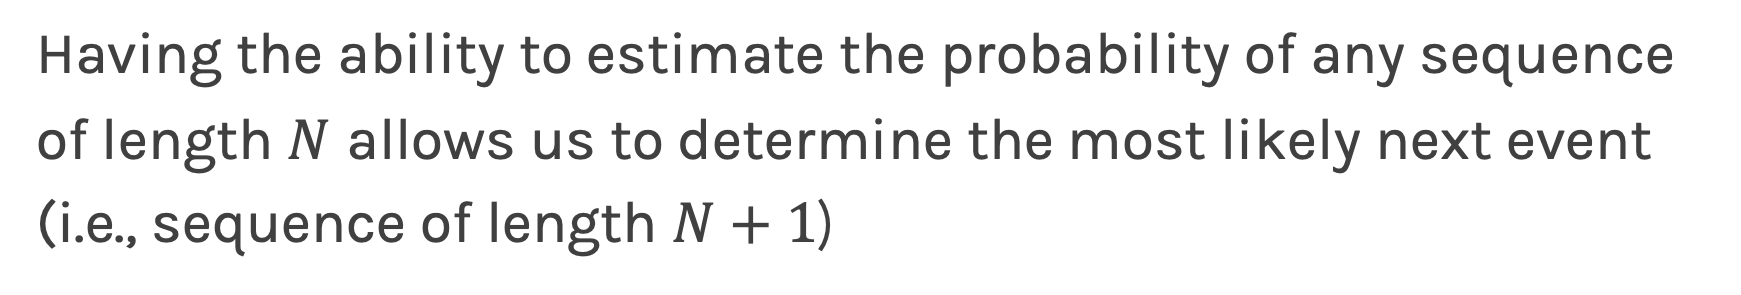 Having the ability to estimate the probability of any sequence
of length N allows us to determine the most likely next event
(i.e., sequence of length N + 1)